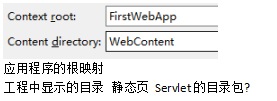 Context root: FirstWebApp
Content directory: WebContent
应用程序的根映射
工程中显示的目录 静态页 Servlet的目录包?